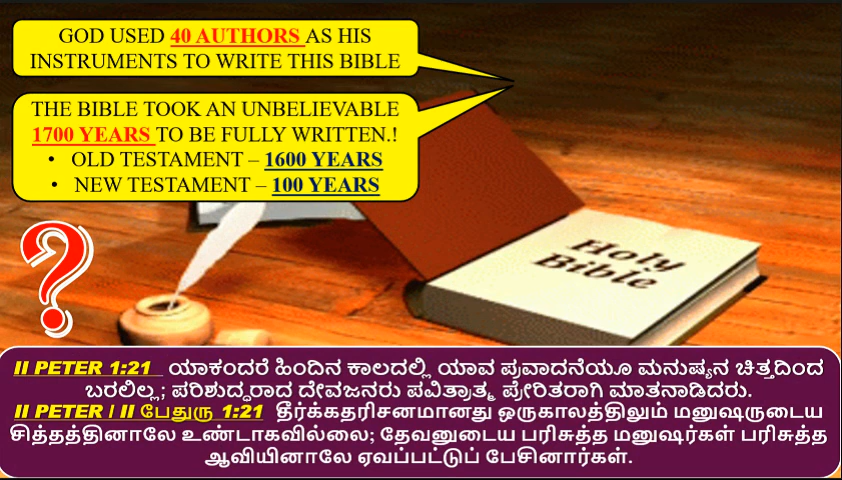 GOD USED 40 AUTHORS AS HIS
INSTRUMENTS TO WRITE THIS BIBLE
THE BIBLE TOOK AN UNBELIEVABLE
1700 YEARS TO BE FULLY WRITTEN.!
• OLD TESTAMENT – 1600 YEARS
• NEW TESTAMENT – 100 YEARS
?
Holy
Bible
II PETER 1:21 ಯಾಕಂದರೆ ಹಿಂದಿನ ಕಾಲದಲ್ಲಿ ಯಾವ ಪ್ರವಾದನೆಯೂ ಮನುಷ್ಯನ ಚಿತ್ತದಿಂದ
ಬರಲಿಲ್ಲ; ಪರಿಶುದ್ಧರಾದ ದೇವಜನರು ಪವಿತ್ರಾತ್ಮ ಪ್ರೇರಿತರಾಗಿ ಮಾತನಾಡಿದರು.
II PETER / II பேதுரு 1:21 தீர்க்கதரிசனமானது ஒருகாலத்திலும் மனுஷருடைய
சித்தத்தினாலே உண்டாகவில்லை; தேவனுடைய பரிசுத்த மனுஷர்கள் பரிசுத்த
ஆவியினாலே ஏவப்பட்டுப் பேசினார்கள்.